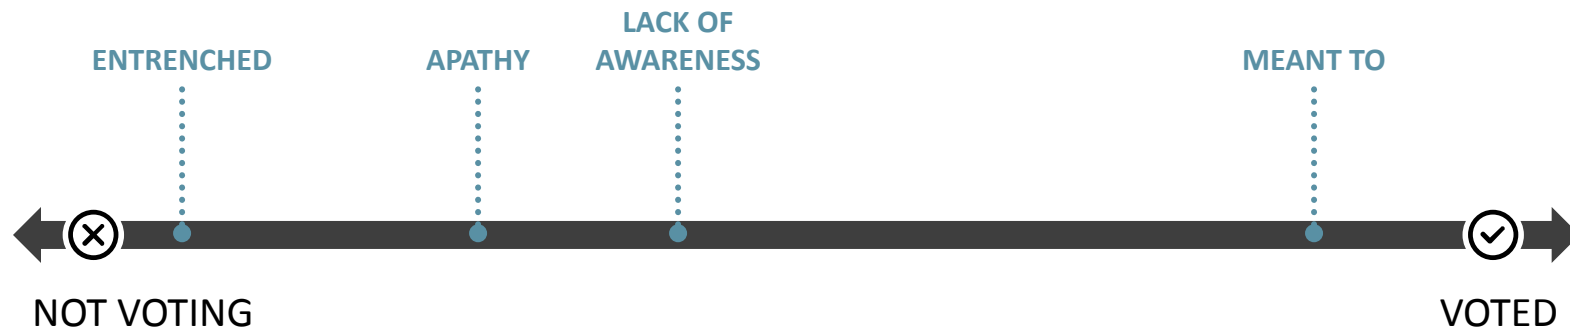 ENTRENCHED
APATHY
LACK OF
AWARENESS
MEANT TO
NOT VOTING
VOTED